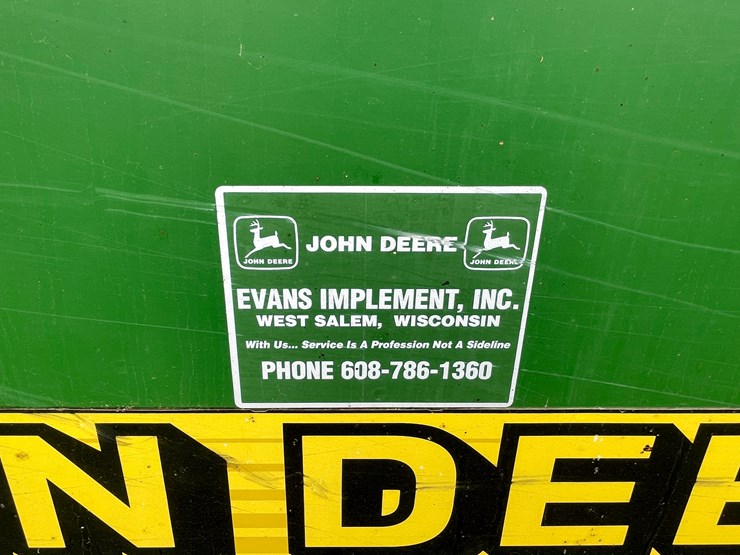 JOHN DEERE
JOHN DEERE
JOHN DEERE
EVANS IMPLEMENT, INC.
WEST SALEM, WISCONSIN
With Us... Service Is A Profession Not A Sideline
PHONE 608-786-1360
N DEE